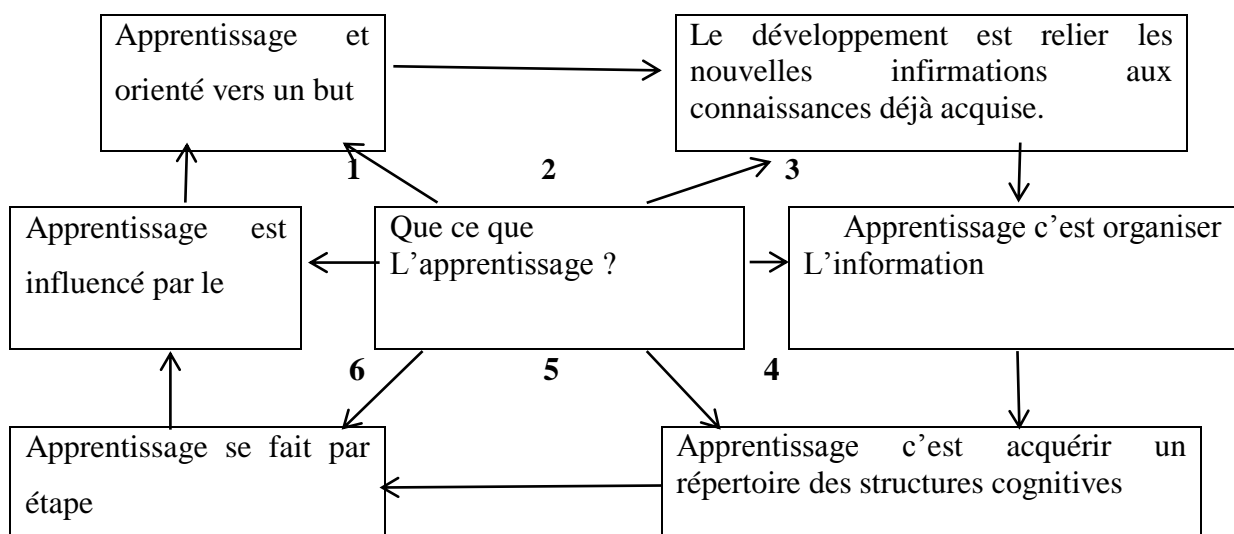 Apprentissage et
orienté vers un but
Le développement est relier les
nouvelles infirmations aux
connaissances déjà acquise.
1 2 3
Apprentissage est
influencé par le
Que ce que
L’apprentissage ?
Apprentissage c’est organiser
L’information
6 5 4
Apprentissage se fait par
étape
Apprentissage c’est acquérir un
répertoire des structures cognitives